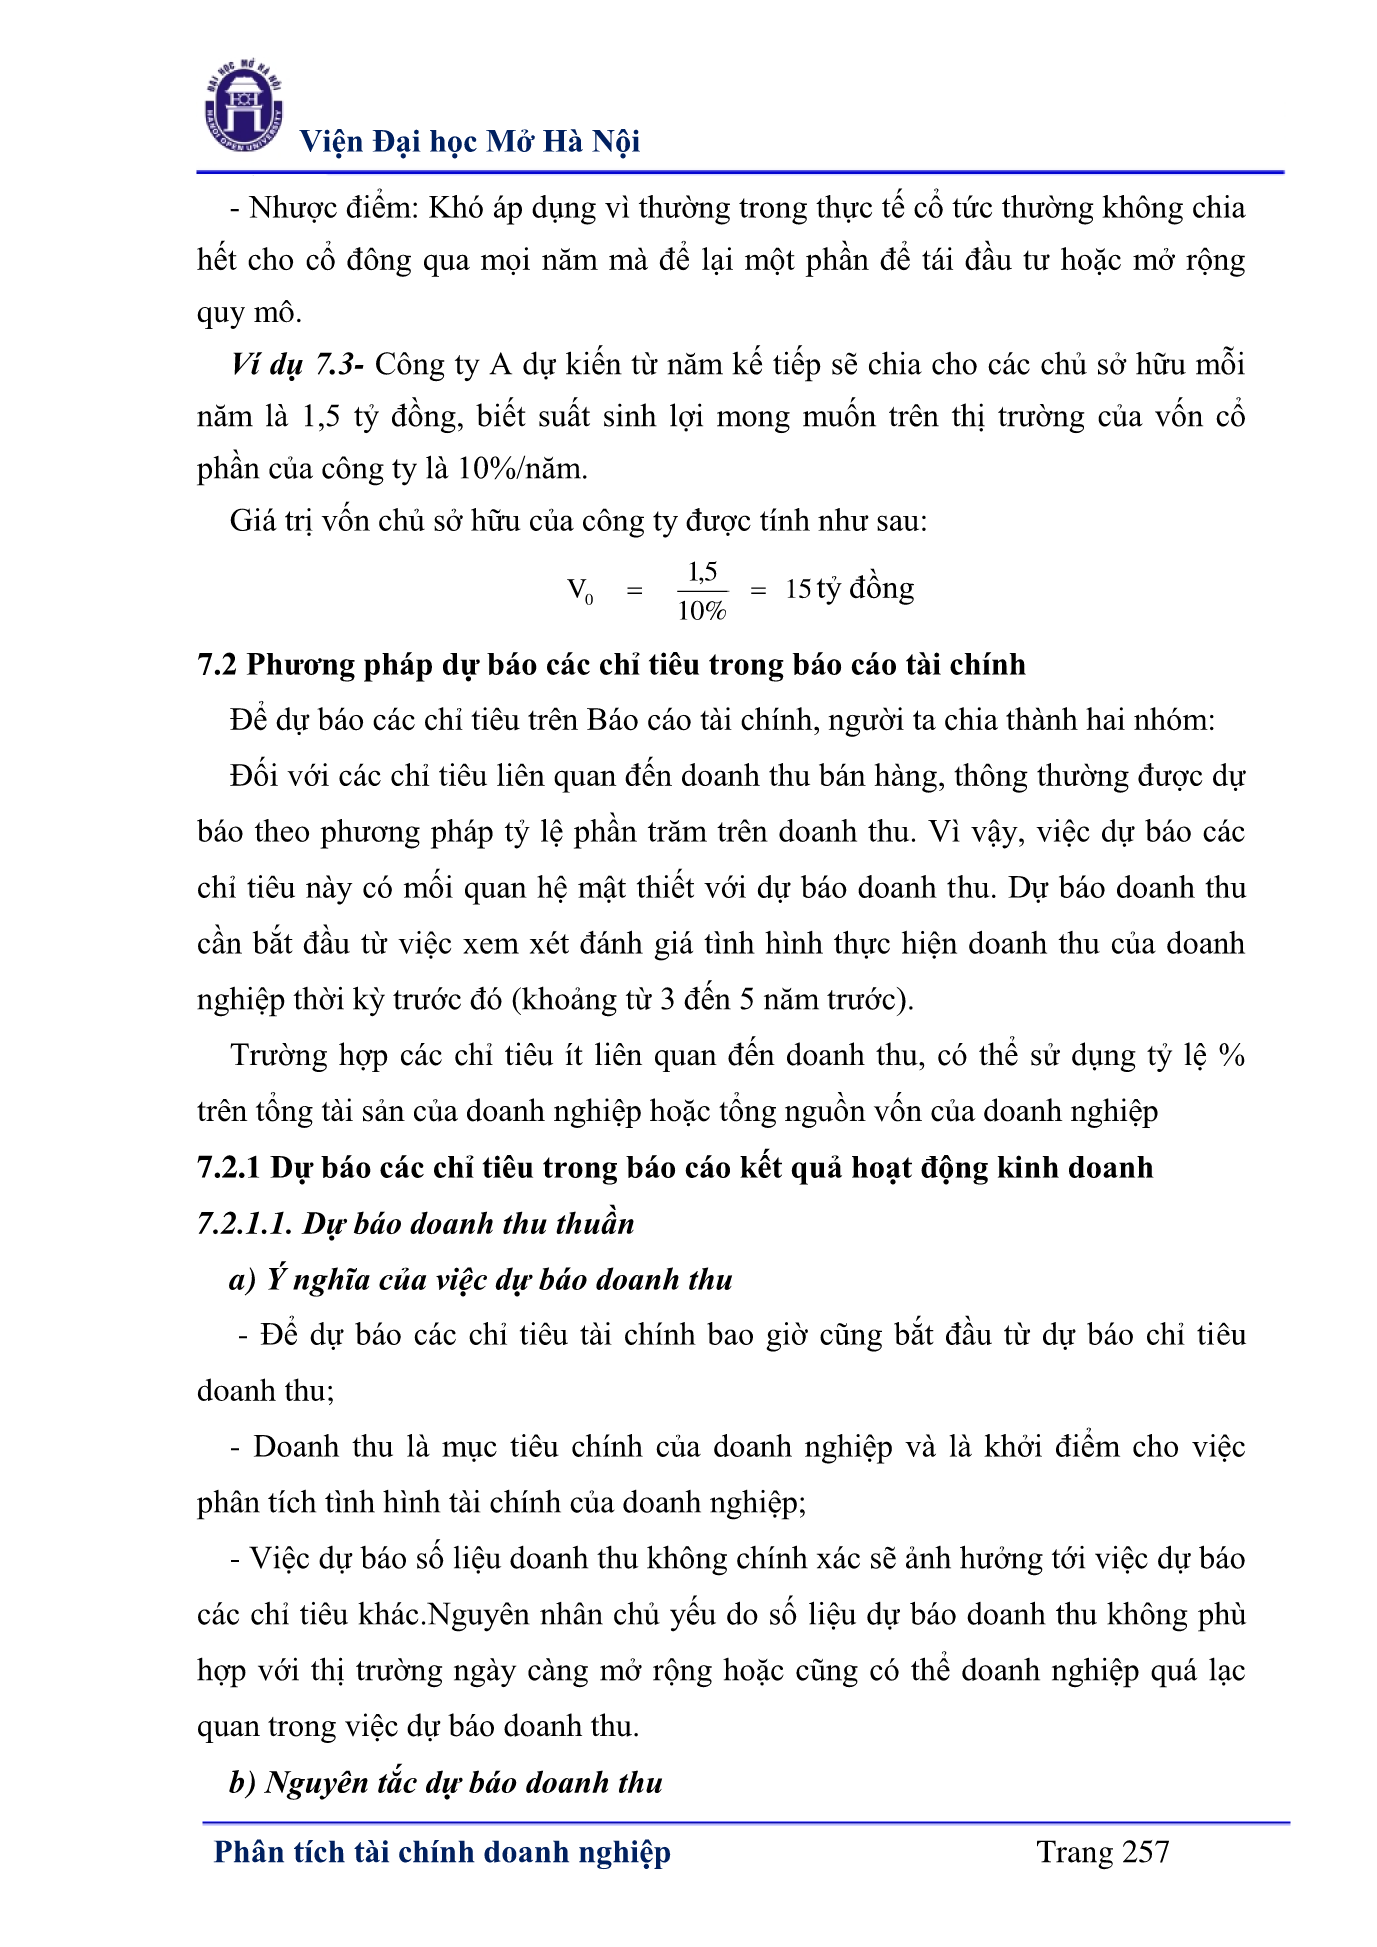 ĐẠI HỌC MỞ HÀ NỘI
HANOI OPEN UNIVERSITY
Viện Đại học Mở Hà Nội
- Nhược điểm: Khó áp dụng vì thường trong thực tế cổ tức thường không chia
hết cho cổ đông qua mọi năm mà để lại một phần để tái đầu tư hoặc mở rộng
quy mô.
Ví dụ 7.3- Công ty A dự kiến từ năm kế tiếp sẽ chia cho các chủ sở hữu mỗi
năm là 1,5 tỷ đồng, biết suất sinh lợi mong muốn trên thị trường của vốn cổ
phần của công ty là 10%/năm.
Giá trị vốn chủ sở hữu của công ty được tính như sau:
V₀ = 1,5 / 10% = 15 tỷ đồng
7.2 Phương pháp dự báo các chỉ tiêu trong báo cáo tài chính
Để dự báo các chỉ tiêu trên Báo cáo tài chính, người ta chia thành hai nhóm:
Đối với các chỉ tiêu liên quan đến doanh thu bán hàng, thông thường được dự
báo theo phương pháp tỷ lệ phần trăm trên doanh thu. Vì vậy, việc dự báo các
chỉ tiêu này có mối quan hệ mật thiết với dự báo doanh thu. Dự báo doanh thu
cần bắt đầu từ việc xem xét đánh giá tình hình thực hiện doanh thu của doanh
nghiệp thời kỳ trước đó (khoảng từ 3 đến 5 năm trước).
Trường hợp các chỉ tiêu ít liên quan đến doanh thu, có thể sử dụng tỷ lệ %
trên tổng tài sản của doanh nghiệp hoặc tổng nguồn vốn của doanh nghiệp
7.2.1 Dự báo các chỉ tiêu trong báo cáo kết quả hoạt động kinh doanh
7.2.1.1. Dự báo doanh thu thuần
a) Ý nghĩa của việc dự báo doanh thu
- Để dự báo các chỉ tiêu tài chính bao giờ cũng bắt đầu từ dự báo chỉ tiêu
doanh thu;
- Doanh thu là mục tiêu chính của doanh nghiệp và là khởi điểm cho việc
phân tích tình hình tài chính của doanh nghiệp;
- Việc dự báo số liệu doanh thu không chính xác sẽ ảnh hưởng tới việc dự báo
các chỉ tiêu khác.Nguyên nhân chủ yếu do số liệu dự báo doanh thu không phù
hợp với thị trường ngày càng mở rộng hoặc cũng có thể doanh nghiệp quá lạc
quan trong việc dự báo doanh thu.
b) Nguyên tắc dự báo doanh thu
Phân tích tài chính doanh nghiệp Trang 257